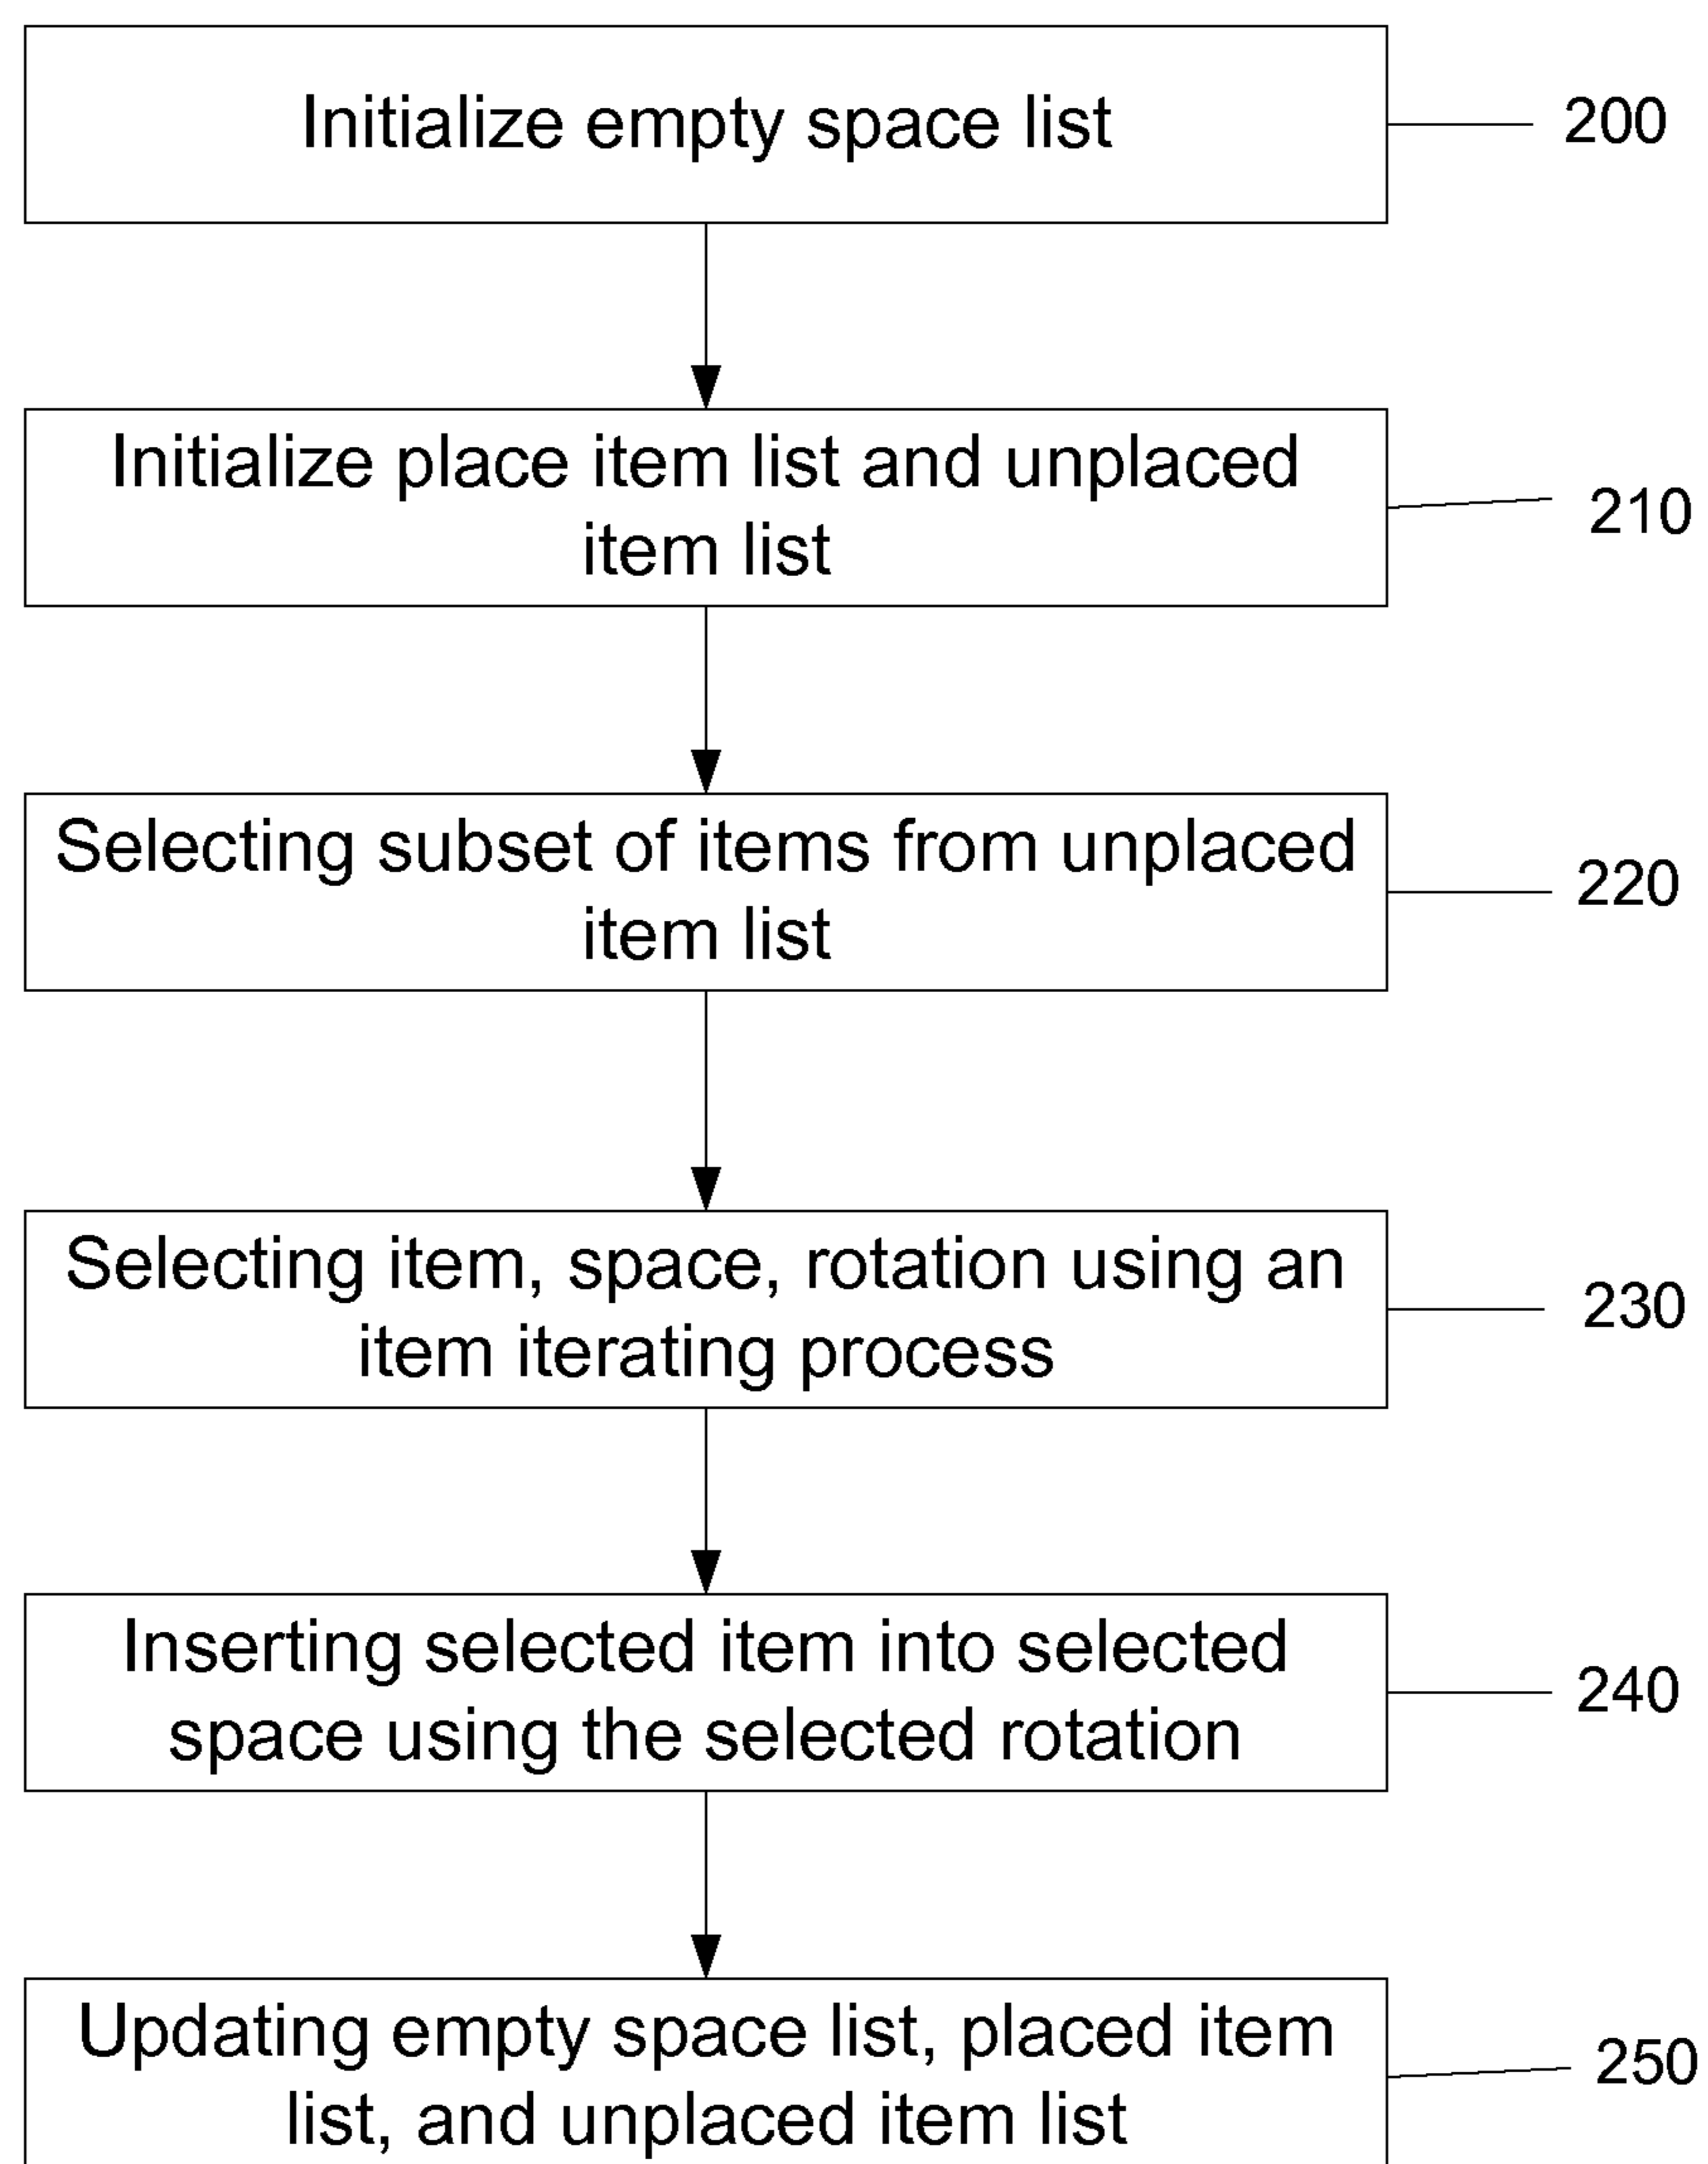 Initialize empty space list
200
Initialize place item list and unplaced
item list
210
Selecting subset of items from unplaced
item list
220
Selecting item, space, rotation using an
item iterating process
230
Inserting selected item into selected
space using the selected rotation
240
Updating empty space list, placed item
list, and unplaced item list
250